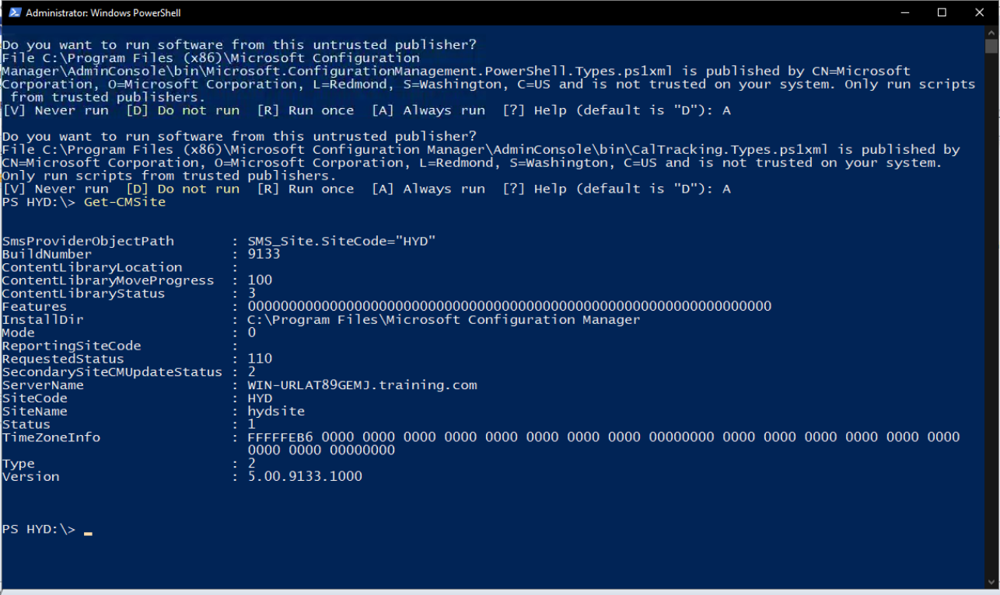 Administrator: Windows PowerShell
Do you want to run software from this untrusted publisher?
File C:\Program Files (x86)\Microsoft Configuration
Manager\AdminConsole\bin\Microsoft.ConfigurationManagement.PowerShell.Types.ps1xml is published by CN=Microsoft
Corporation, O=Microsoft Corporation, L=Redmond, S=Washington, C=US and is not trusted on your system. Only run scripts
from trusted publishers.
[V] Never run  [D] Do not run  [R] Run once  [A] Always run  [?] Help (default is "D"): A
Do you want to run software from this untrusted publisher?
File C:\Program Files (x86)\Microsoft Configuration Manager\AdminConsole\bin\CalTracking.Types.ps1xml is published by
CN=Microsoft Corporation, O=Microsoft Corporation, L=Redmond, S=Washington, C=US and is not trusted on your system.
Only run scripts from trusted publishers.
[V] Never run  [D] Do not run  [R] Run once  [A] Always run  [?] Help (default is "D"): A
PS HYD:\> Get-CMSite
SmsProviderObjectPath : SMS_Site.SiteCode="HYD"
BuildNumber : 9133
ContentLibraryLocation :
ContentLibraryMoveProgress : 100
ContentLibraryStatus : 3
Features : 0000000000000000000000000000000000000000000000000000000000000000
InstallDir : C:\Program Files\Microsoft Configuration Manager
Mode : 0
ReportingSiteCode :
RequestedStatus : 110
SecondarySiteCMUpdateStatus : 2
ServerName : WIN-URLAT89GEMJ.training.com
SiteCode : HYD
SiteName : hydsite
Status : 1
TimeZoneInfo : FFFFFEB6 0000 0000 0000 0000 0000 0000 0000 0000 00000000 0000 0000 0000 0000 0000 0000
0000 0000 00000000
Type : 2
Version : 5.00.9133.1000
PS HYD:\>